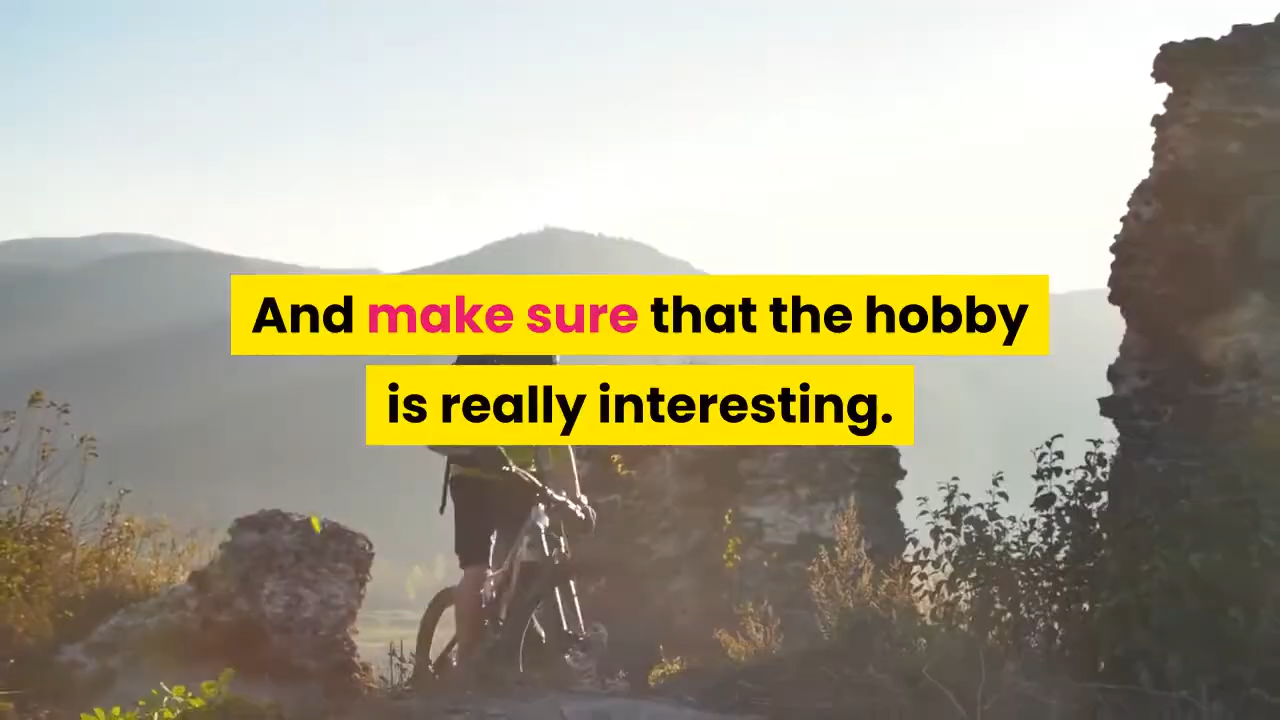 And make sure that the hobby
is really interesting.